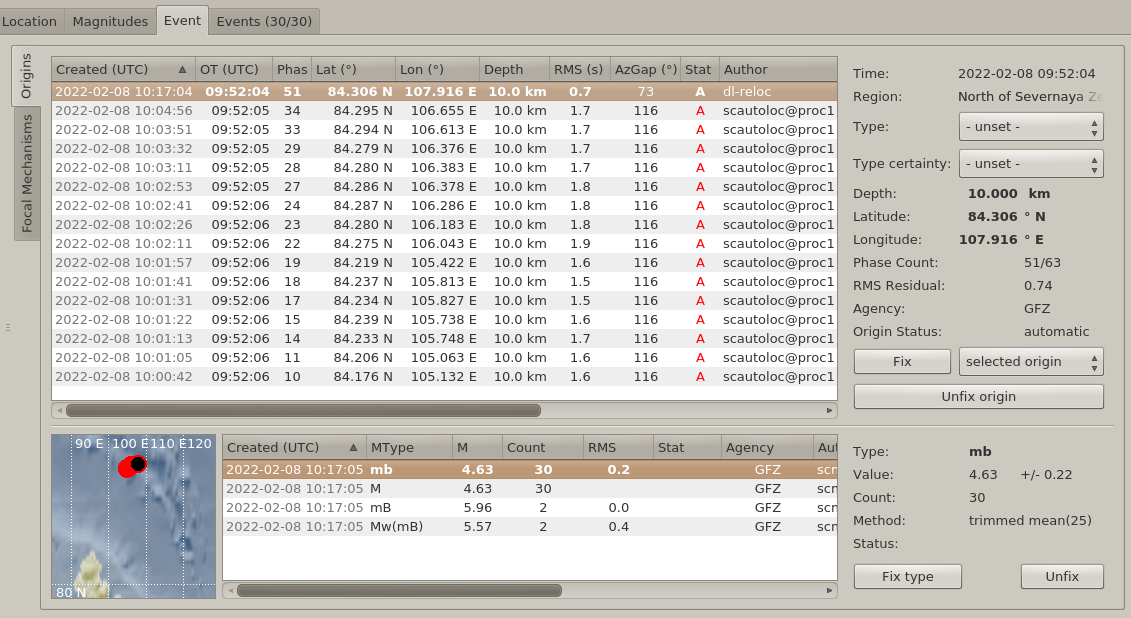 Location Magnitudes Event Events (30/30)
Origins
Focal Mechanisms
Created (UTC) OT (UTC) Phas Lat (°) Lon (°) Depth RMS (s) AzGap (°) Stat Author
2022-02-08 10:17:04 09:52:04 51 84.306 N 107.916 E 10.0 km 0.7 73 A dl-reloc
2022-02-08 10:04:56 09:52:05 34 84.295 N 106.655 E 10.0 km 1.7 116 A scautoloc@proc1
2022-02-08 10:03:51 09:52:05 33 84.294 N 106.613 E 10.0 km 1.7 116 A scautoloc@proc1
2022-02-08 10:03:32 09:52:05 29 84.279 N 106.376 E 10.0 km 1.7 116 A scautoloc@proc1
2022-02-08 10:03:11 09:52:05 28 84.280 N 106.383 E 10.0 km 1.7 116 A scautoloc@proc1
2022-02-08 10:02:53 09:52:05 27 84.286 N 106.378 E 10.0 km 1.8 116 A scautoloc@proc1
2022-02-08 10:02:41 09:52:06 24 84.287 N 106.286 E 10.0 km 1.8 116 A scautoloc@proc1
2022-02-08 10:02:26 09:52:06 23 84.280 N 106.183 E 10.0 km 1.8 116 A scautoloc@proc1
2022-02-08 10:02:11 09:52:06 22 84.275 N 106.043 E 10.0 km 1.9 116 A scautoloc@proc1
2022-02-08 10:01:57 09:52:06 19 84.219 N 105.422 E 10.0 km 1.6 116 A scautoloc@proc1
2022-02-08 10:01:41 09:52:06 18 84.237 N 105.813 E 10.0 km 1.5 116 A scautoloc@proc1
2022-02-08 10:01:31 09:52:06 17 84.234 N 105.827 E 10.0 km 1.5 116 A scautoloc@proc1
2022-02-08 10:01:22 09:52:06 15 84.239 N 105.738 E 10.0 km 1.6 116 A scautoloc@proc1
2022-02-08 10:01:13 09:52:06 14 84.233 N 105.748 E 10.0 km 1.7 116 A scautoloc@proc1
2022-02-08 10:01:05 09:52:06 11 84.206 N 105.063 E 10.0 km 1.6 116 A scautoloc@proc1
2022-02-08 10:00:42 09:52:06 10 84.176 N 105.132 E 10.0 km 1.6 116 A scautoloc@proc1
Time: 2022-02-08 09:52:04
Region: North of Severnaya Ze
Type: - unset -
Type certainty: - unset -
Depth: 10.000 km
Latitude: 84.306 ° N
Longitude: 107.916 ° E
Phase Count: 51/63
RMS Residual: 0.74
Agency: GFZ
Origin Status: automatic
Fix selected origin
Unfix origin
90 E 100 E 110 E 120
80 N
Created (UTC) MType M Count RMS Stat Agency Aut
2022-02-08 10:17:05 mb 4.63 30 0.2 GFZ scn
2022-02-08 10:17:05 M 4.63 30 GFZ scn
2022-02-08 10:17:05 mB 5.96 2 0.0 GFZ scn
2022-02-08 10:17:05 Mw(mB) 5.57 2 0.4 GFZ scn
Type: mb
Value: 4.63 +/- 0.22
Count: 30
Method: trimmed mean(25)
Status:
Fix type Unfix